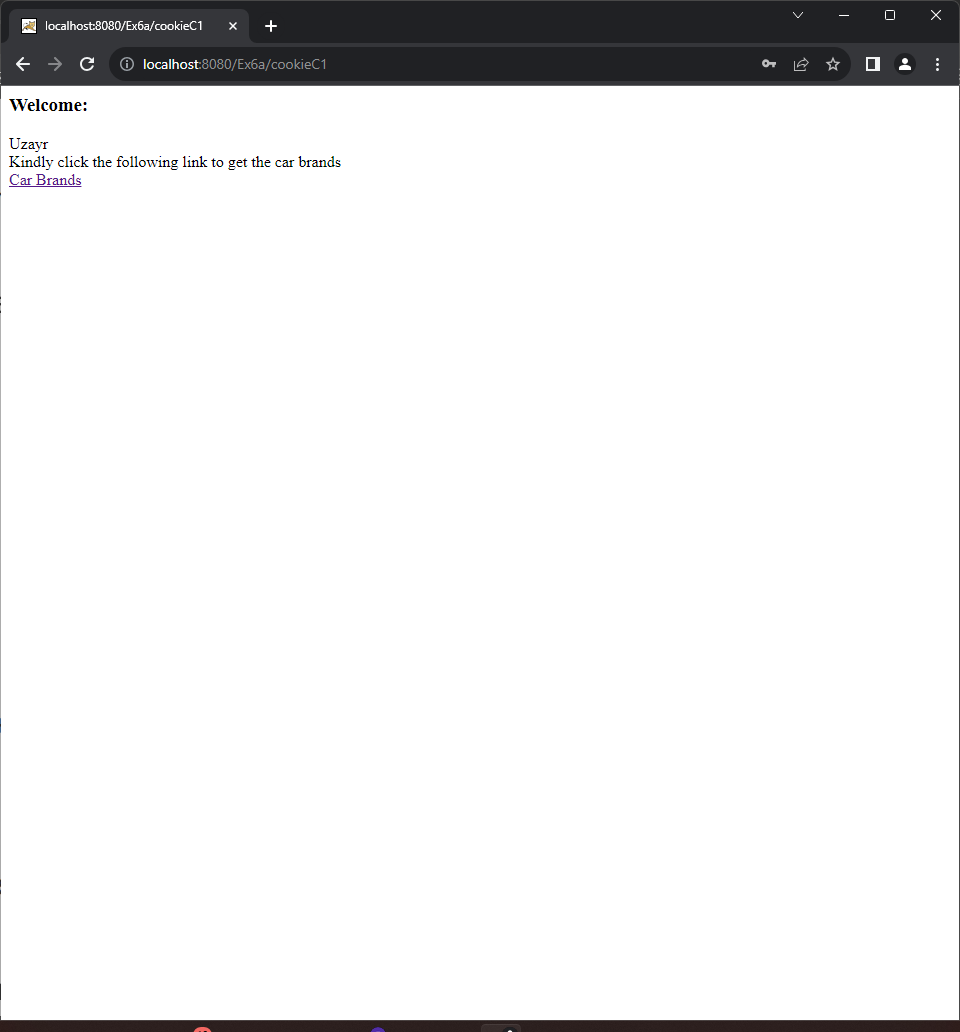 localhost:8080/Ex6a/cookieC1
localhost:8080/Ex6a/cookieC1
Welcome:
Uzayr
Kindly click the following link to get the car brands
Car Brands